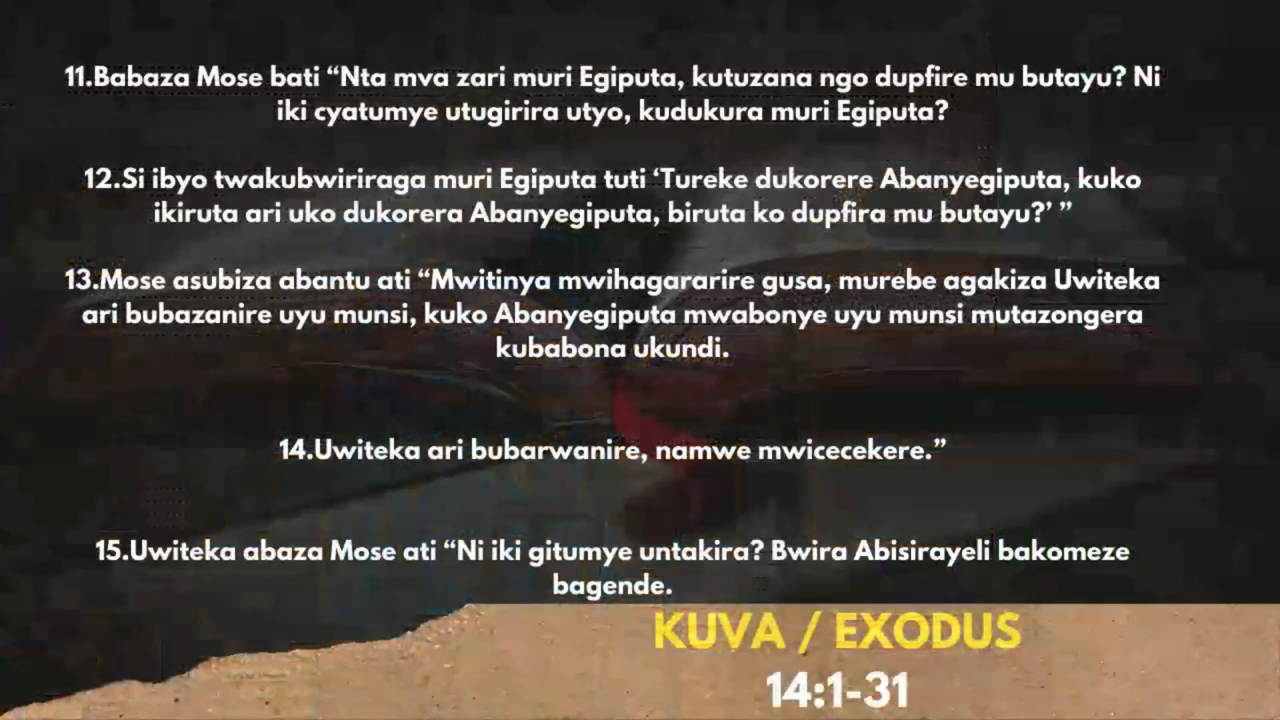 11.Babaza Mose bati “Nta mva zari muri Egiputa, kutuzana ngo dupfire mu butayu? Ni
iki cyatumye utugirira utyo, kudukura muri Egiputa?
12.Si ibyo twakubwiriraga muri Egiputa tuti ‘Tureke dukorere Abanyegiputa, kuko
ikiruta ari uko dukorera Abanyegiputa, biruta ko dupfira mu butayu?’ ”
13.Mose asubiza abantu ati “Mwitinya mwihagararire gusa, murebe agakiza Uwiteka
ari bubazanire uyu munsi, kuko Abanyegiputa mwabonye uyu munsi mutazongera
kubabona ukundi.
14.Uwiteka ari bubarwanire, namwe mwicecekere.”
15.Uwiteka abaza Mose ati “Ni iki gitumye untakira? Bwira Abisirayeli bakomeze
bagende.
KUVA / EXODUS
14:1-31